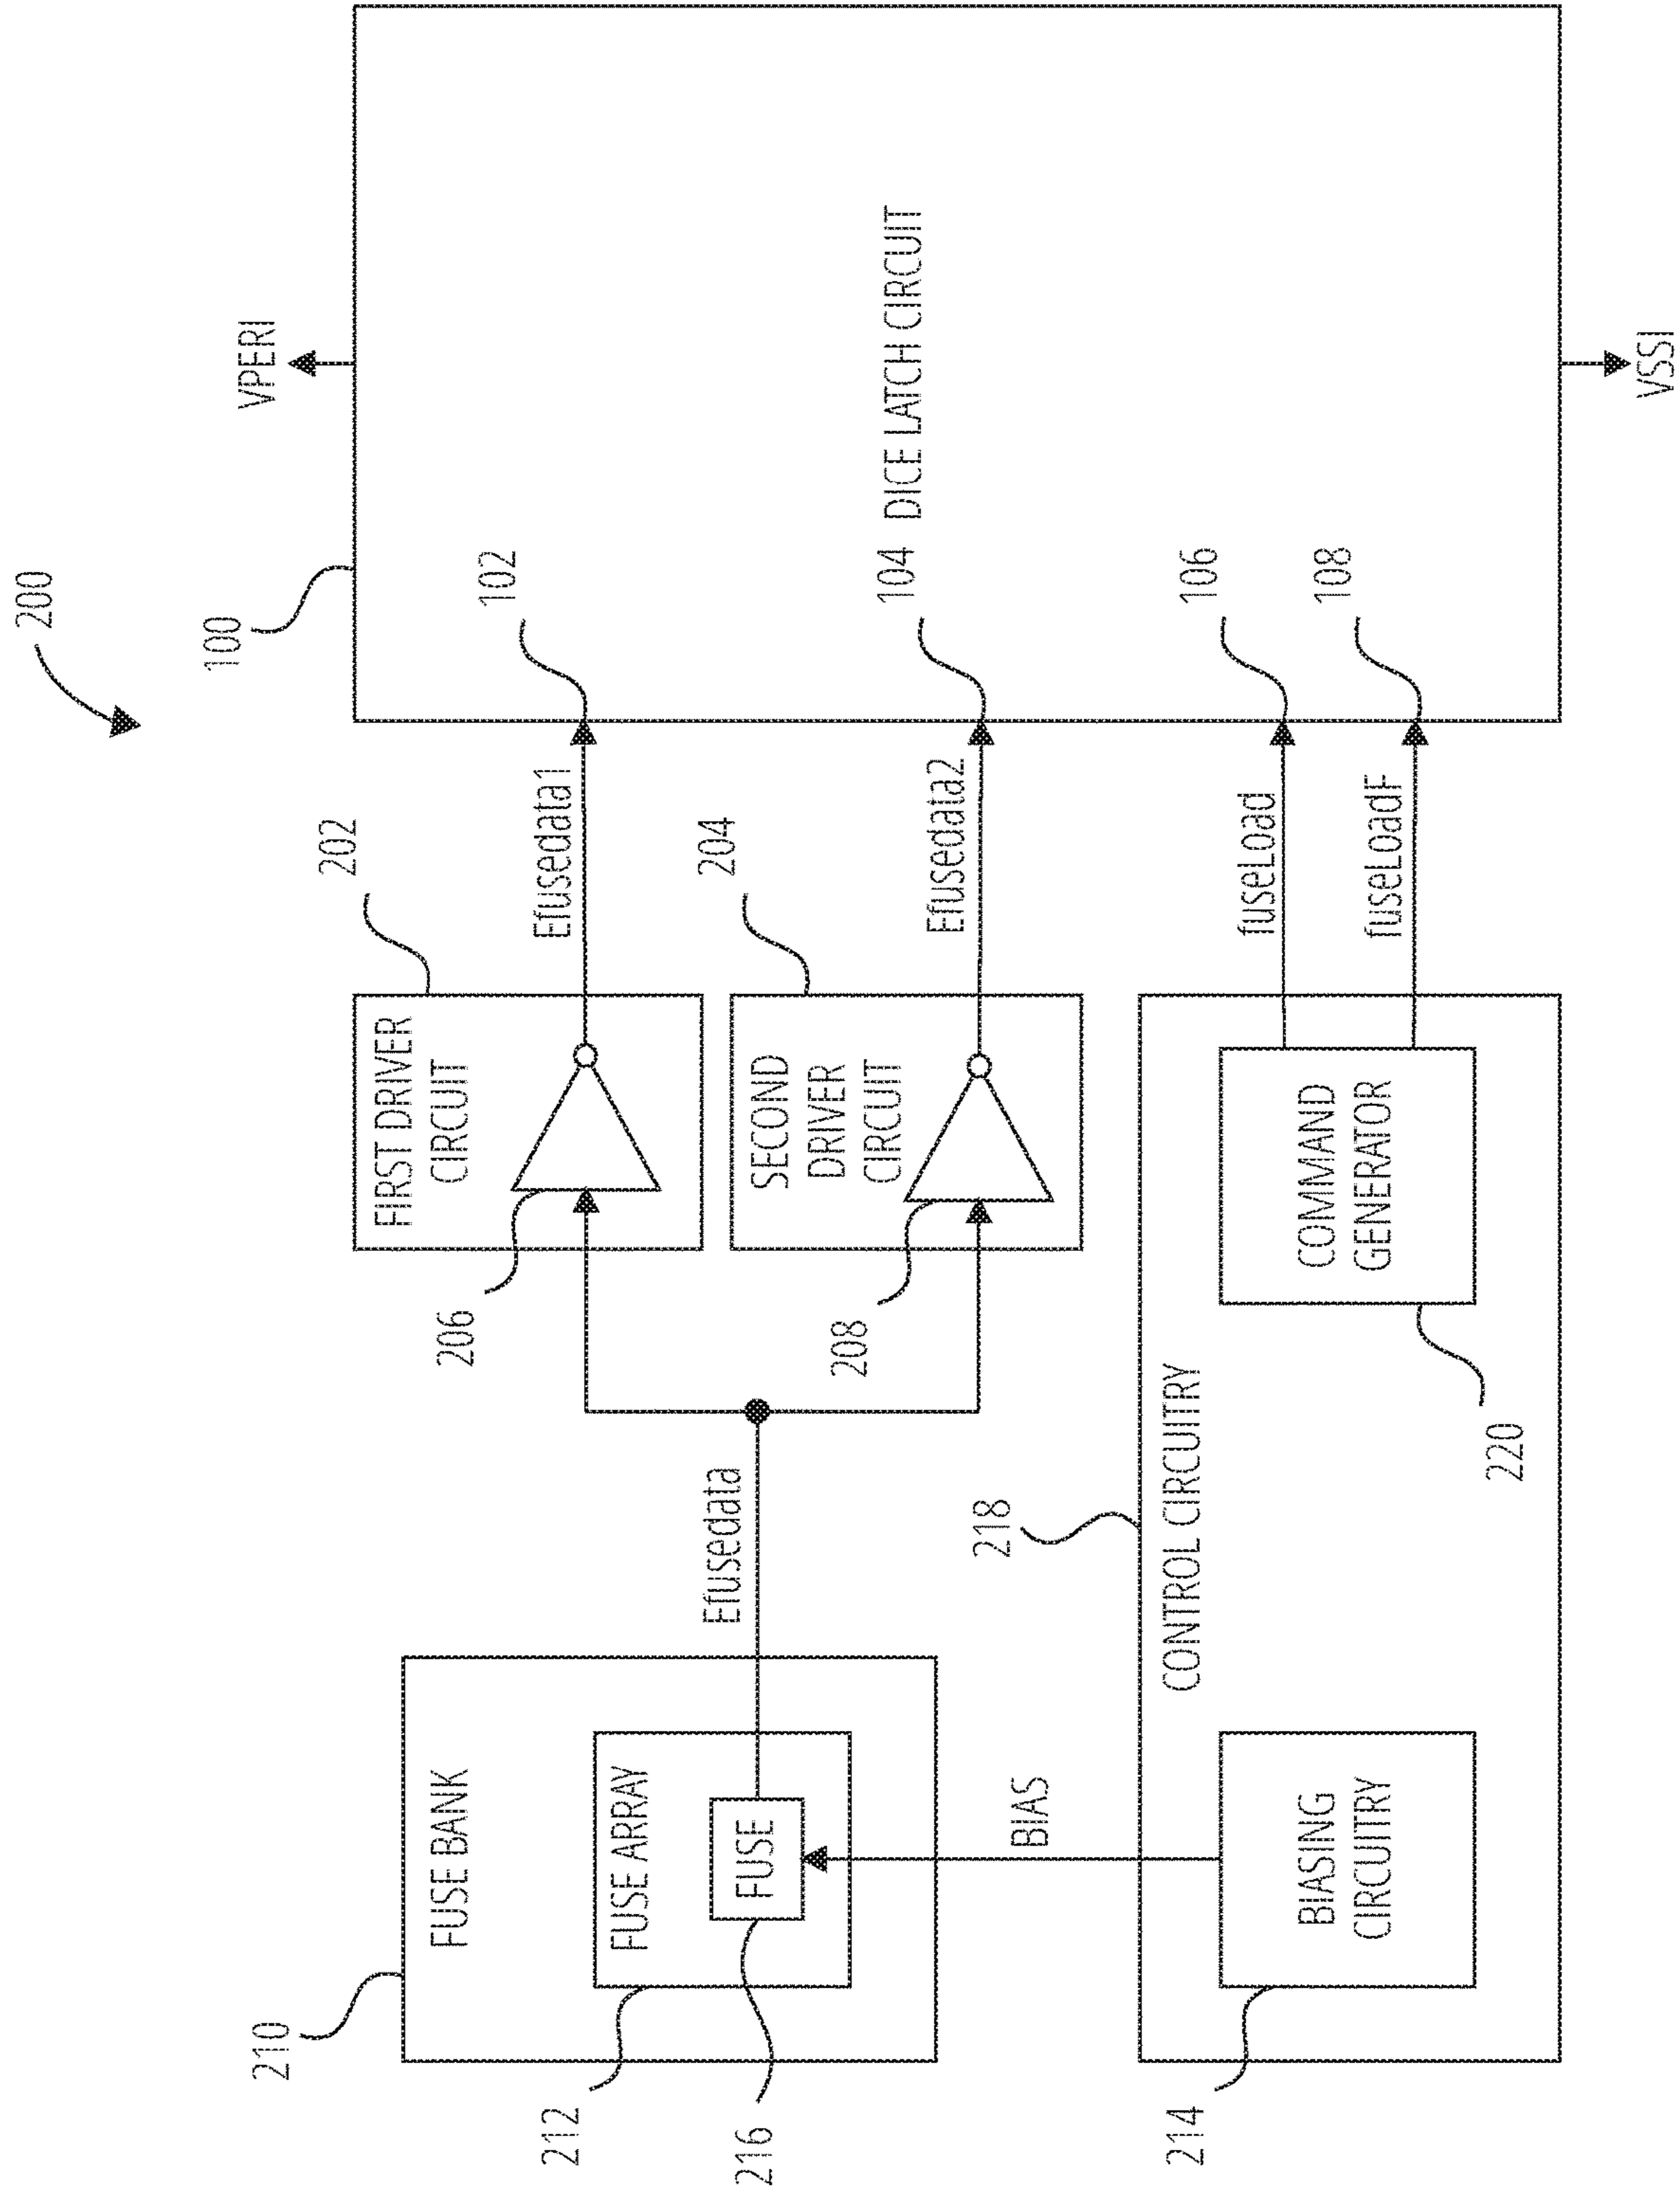 200
210
FUSE BANK
212
FUSE ARRAY
216
FUSE
Efusedata
BIAS
206
FIRST DRIVER
CIRCUIT
202
Efusedata1
208
SECOND
DRIVER
CIRCUIT
204
Efusedata2
218
CONTROL CIRCUITRY
214
BIASING
CIRCUITRY
220
COMMAND
GENERATOR
fuseLoad
fuseLoadF
100
VPERI
102
104
DICE LATCH CIRCUIT
106
108
VSSI